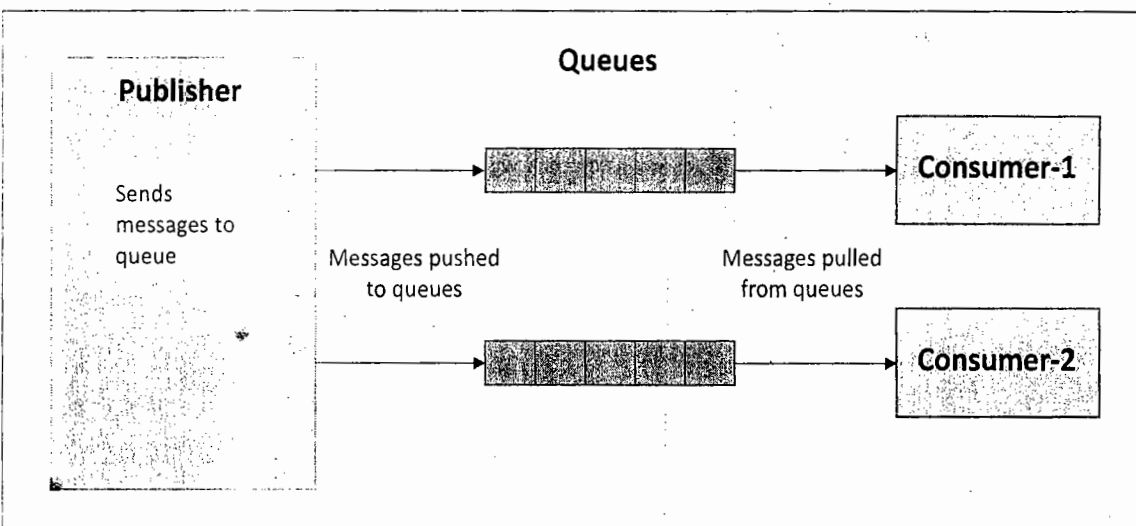 Queues
Publisher
Sends
messages to
queue
Messages pushed
to queues
Messages pulled
from queues
Consumer-1
Consumer-2